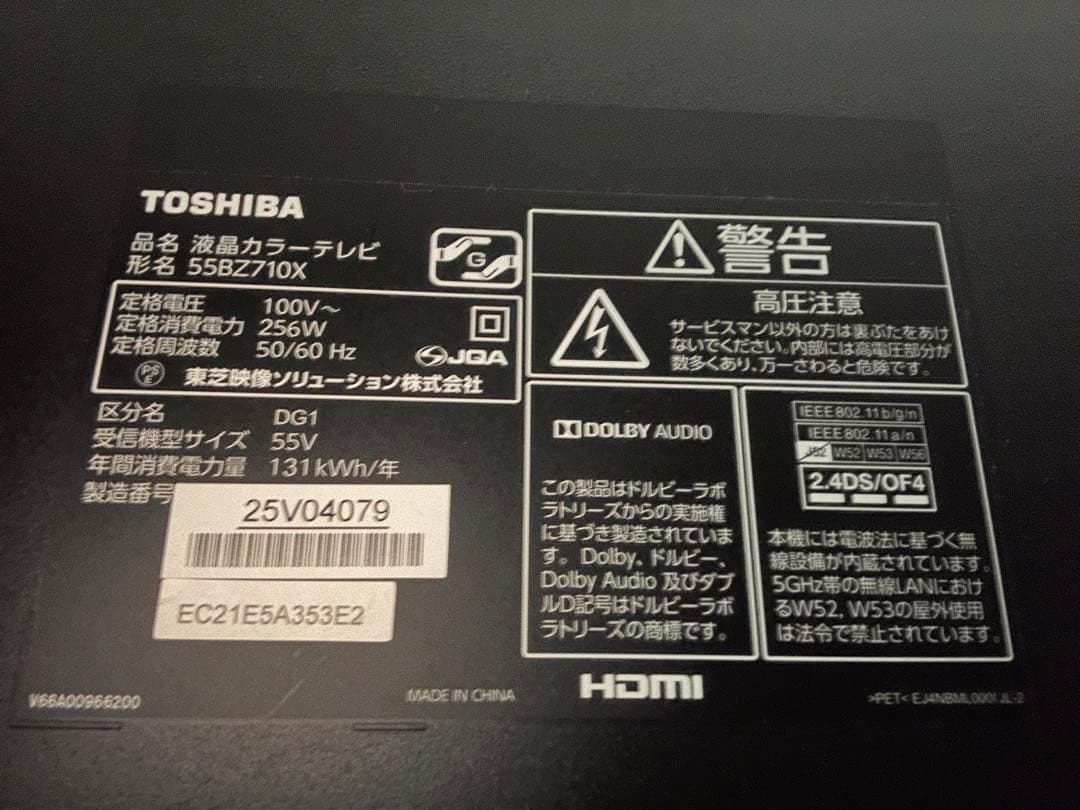 TOSHIBA
品名 液晶カラーテレビ
形名 55BZ710X
G
定格電圧 100V～
定格消費電力 256W
定格周波数 50/60 Hz
JQA
PS
E
東芝映像ソリューション株式会社
区分名 DG1
受信機型サイズ 55V
年間消費電力量 131kWh/年
製造番号
25V04079
EC21E5A353E2
V66A00966200
MADE IN CHINA
警告
高圧注意
サービスマン以外の方は裏ぶたをあけ
ないでください。内部には高電圧部分が
数多くあり、万一さわると危険です。
DOLBY AUDIO
この製品はドルビーラボ
ラトリーズからの実施権
に基づき製造されていま
す。Dolby、ドルビー、
Dolby Audio 及びダブ
ルD記号はドルビーラボ
ラトリーズの商標です。
IEEE802.11b/g/n
IEEE802.11a/n
J52 W52 W53 W56
2.4DS/OF4
本機には電波法に基づく無
線設備が内蔵されています。
5GHz帯の無線LANにおけ
るW52, W53の屋外使用
は法令で禁止されています。
HDMI
>PET<